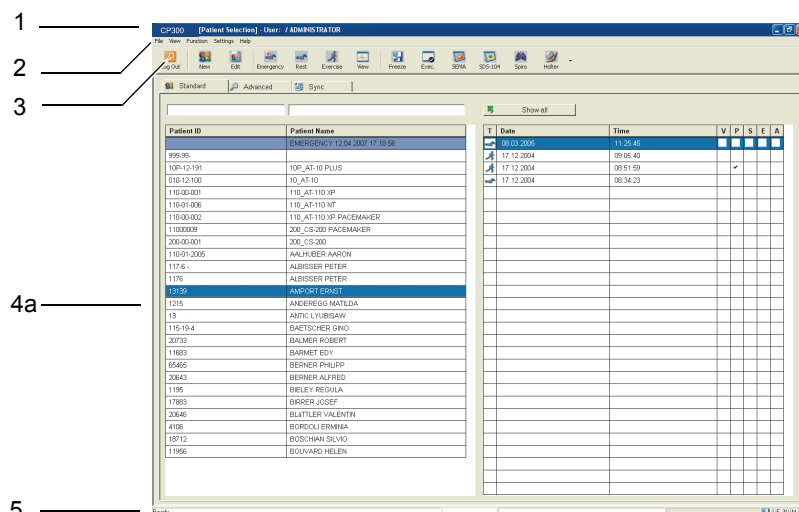 1
CP300 [Patient Selection] - User: / ADMINISTRATOR
2
File View Function Settings Help
3
Log Out New Edit Emergency Rest Exercise View Freeze Exec. SEMA SDS-104 Spiro Holter
Standard Advanced Sync
Show all
Patient ID Patient Name T Date Time V P S E A
EMERGENCY 12.04.2007 17:18:56 08.03.2005 11:25:45
999-99- 17.12.2004 09:05:40
10P-12-191 10P_AT-10 PLUS 17.12.2004 08:51:59
010-12-100 10_AT-10 17.12.2004 08:34:23
110-00-001 110_AT-110 XP
110-01-006 110_AT-110 NT
110-00-002 110_AT-110 XP PACEMAKER
11000009 200_CS-200 PACEMAKER
200-00-001 200_CS-200
110-01-2005 AALHUBER AARON
117-6 - ALBISSER PETER
1176 ALBISSER PETER
13139 AMPORT ERNST
4a
1215 ANDEREGG MATILDA
13 ANTIC LYUBISAW
115-19-4 BAETSCHER GINO
20733 BALMER ROBERT
11683 BARMET EDY
65465 BERNER PHILIPP
20643 BERNER ALFRED
1195 BIELEY REGULA
17883 BIRRER JOSEF
20646 BLäTTLER VALENTIN
4106 BORDOLI ERMINIA
18712 BOSCHIAN SILVIO
11956 BOUVARD HELEN
5
Ready NUM